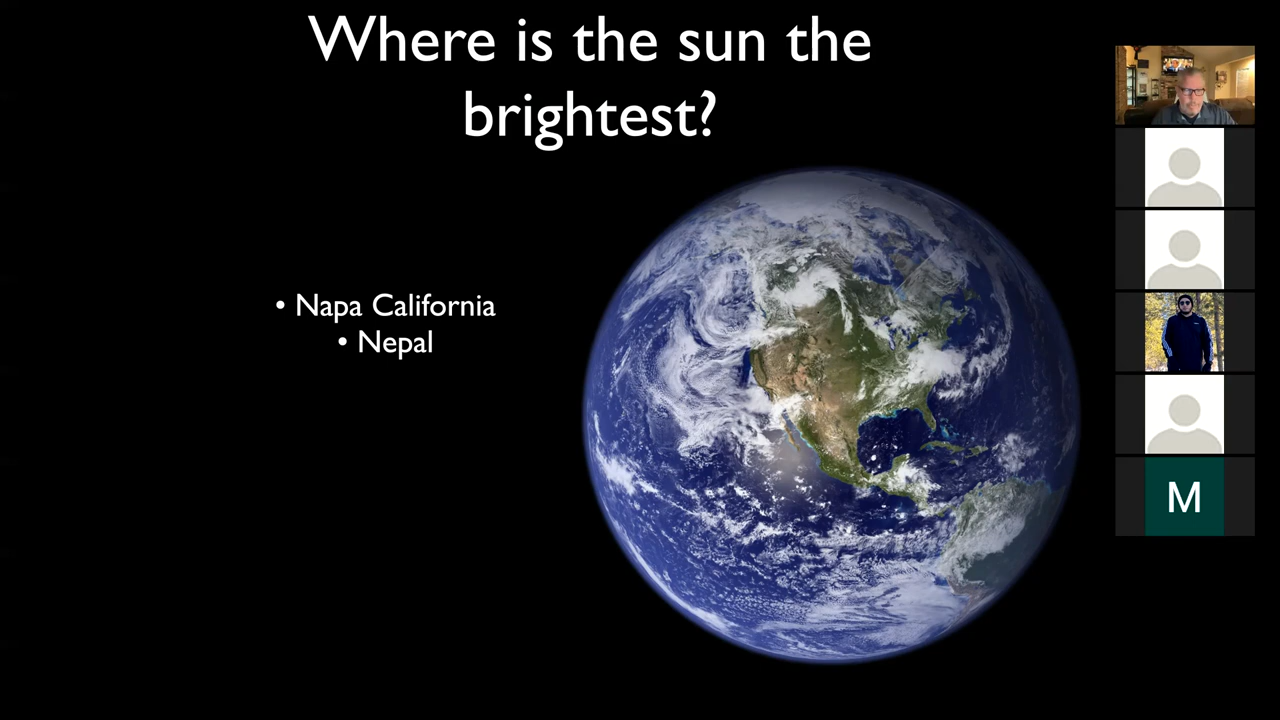 Where is the sun the
brightest?
• Napa California
• Nepal
M